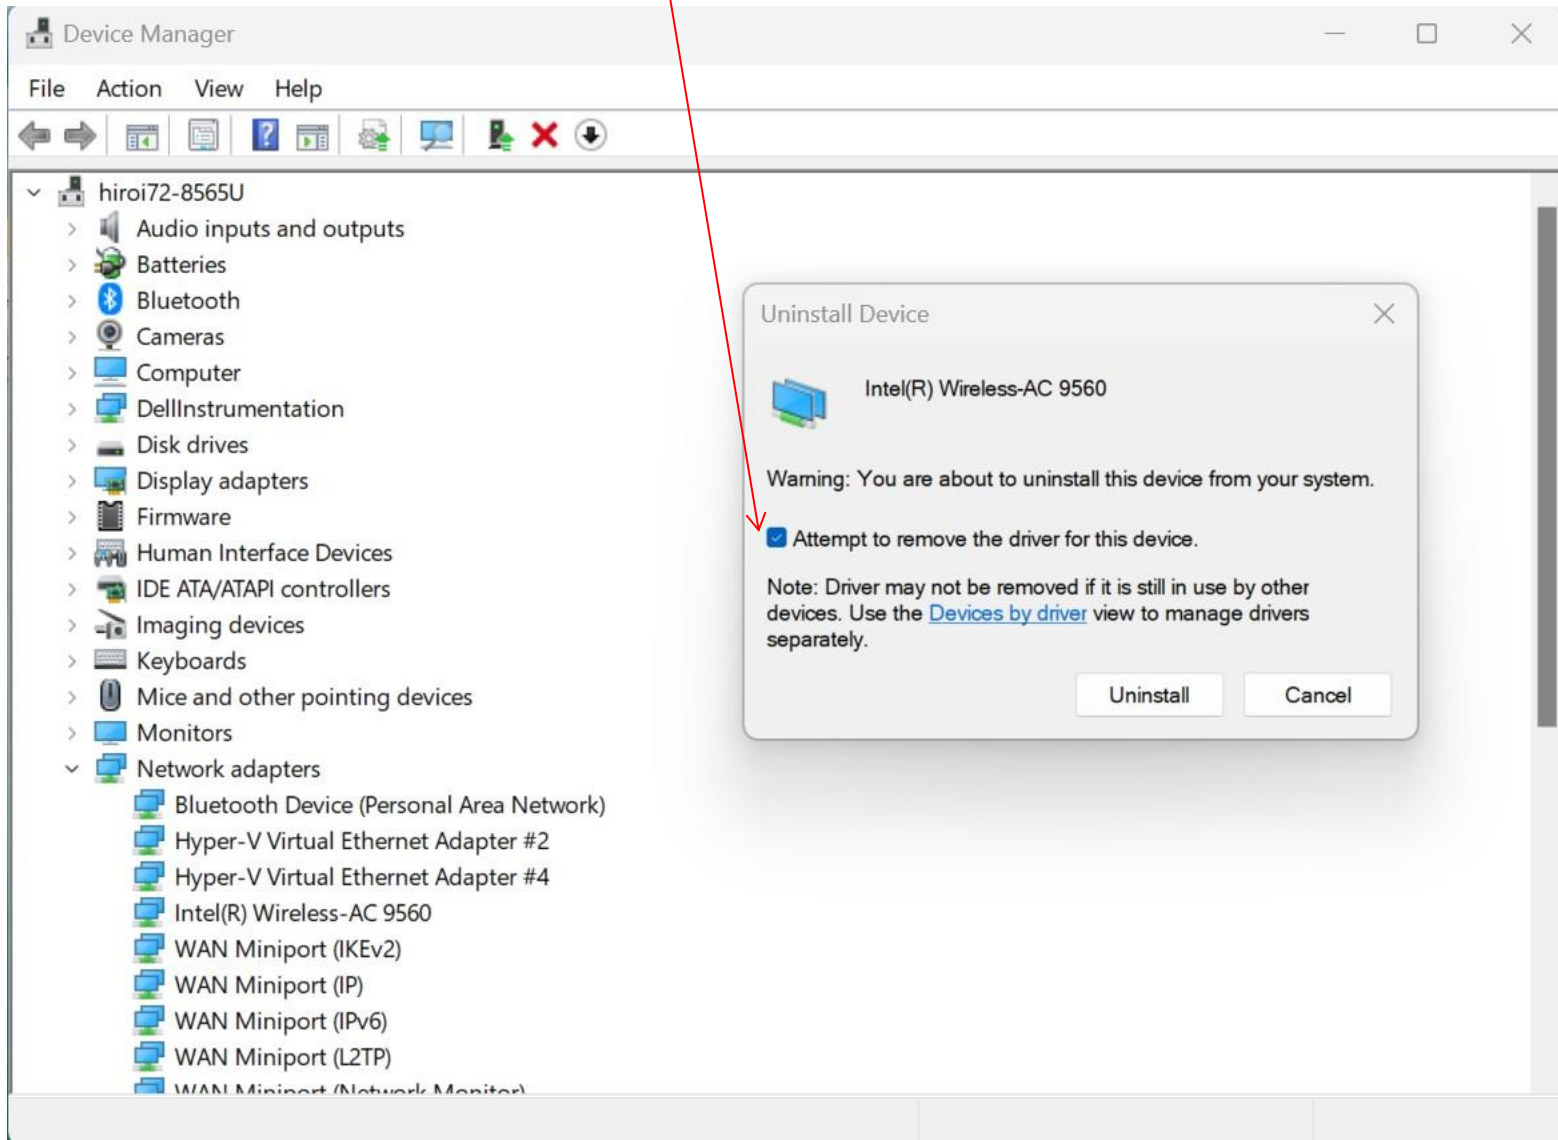 Device Manager
File Action View Help
hiroi72-8565U
Audio inputs and outputs
Batteries
Bluetooth
Cameras
Computer
DellInstrumentation
Disk drives
Display adapters
Firmware
Human Interface Devices
IDE ATA/ATAPI controllers
Imaging devices
Keyboards
Mice and other pointing devices
Monitors
Network adapters
Bluetooth Device (Personal Area Network)
Hyper-V Virtual Ethernet Adapter #2
Hyper-V Virtual Ethernet Adapter #4
Intel(R) Wireless-AC 9560
WAN Miniport (IKEv2)
WAN Miniport (IP)
WAN Miniport (IPv6)
WAN Miniport (L2TP)
WAN Miniport (Network Monitor)
Uninstall Device
Intel(R) Wireless-AC 9560
Warning: You are about to uninstall this device from your system.
Attempt to remove the driver for this device.
Note: Driver may not be removed if it is still in use by other
devices. Use the Devices by driver view to manage drivers
separately.
Uninstall Cancel